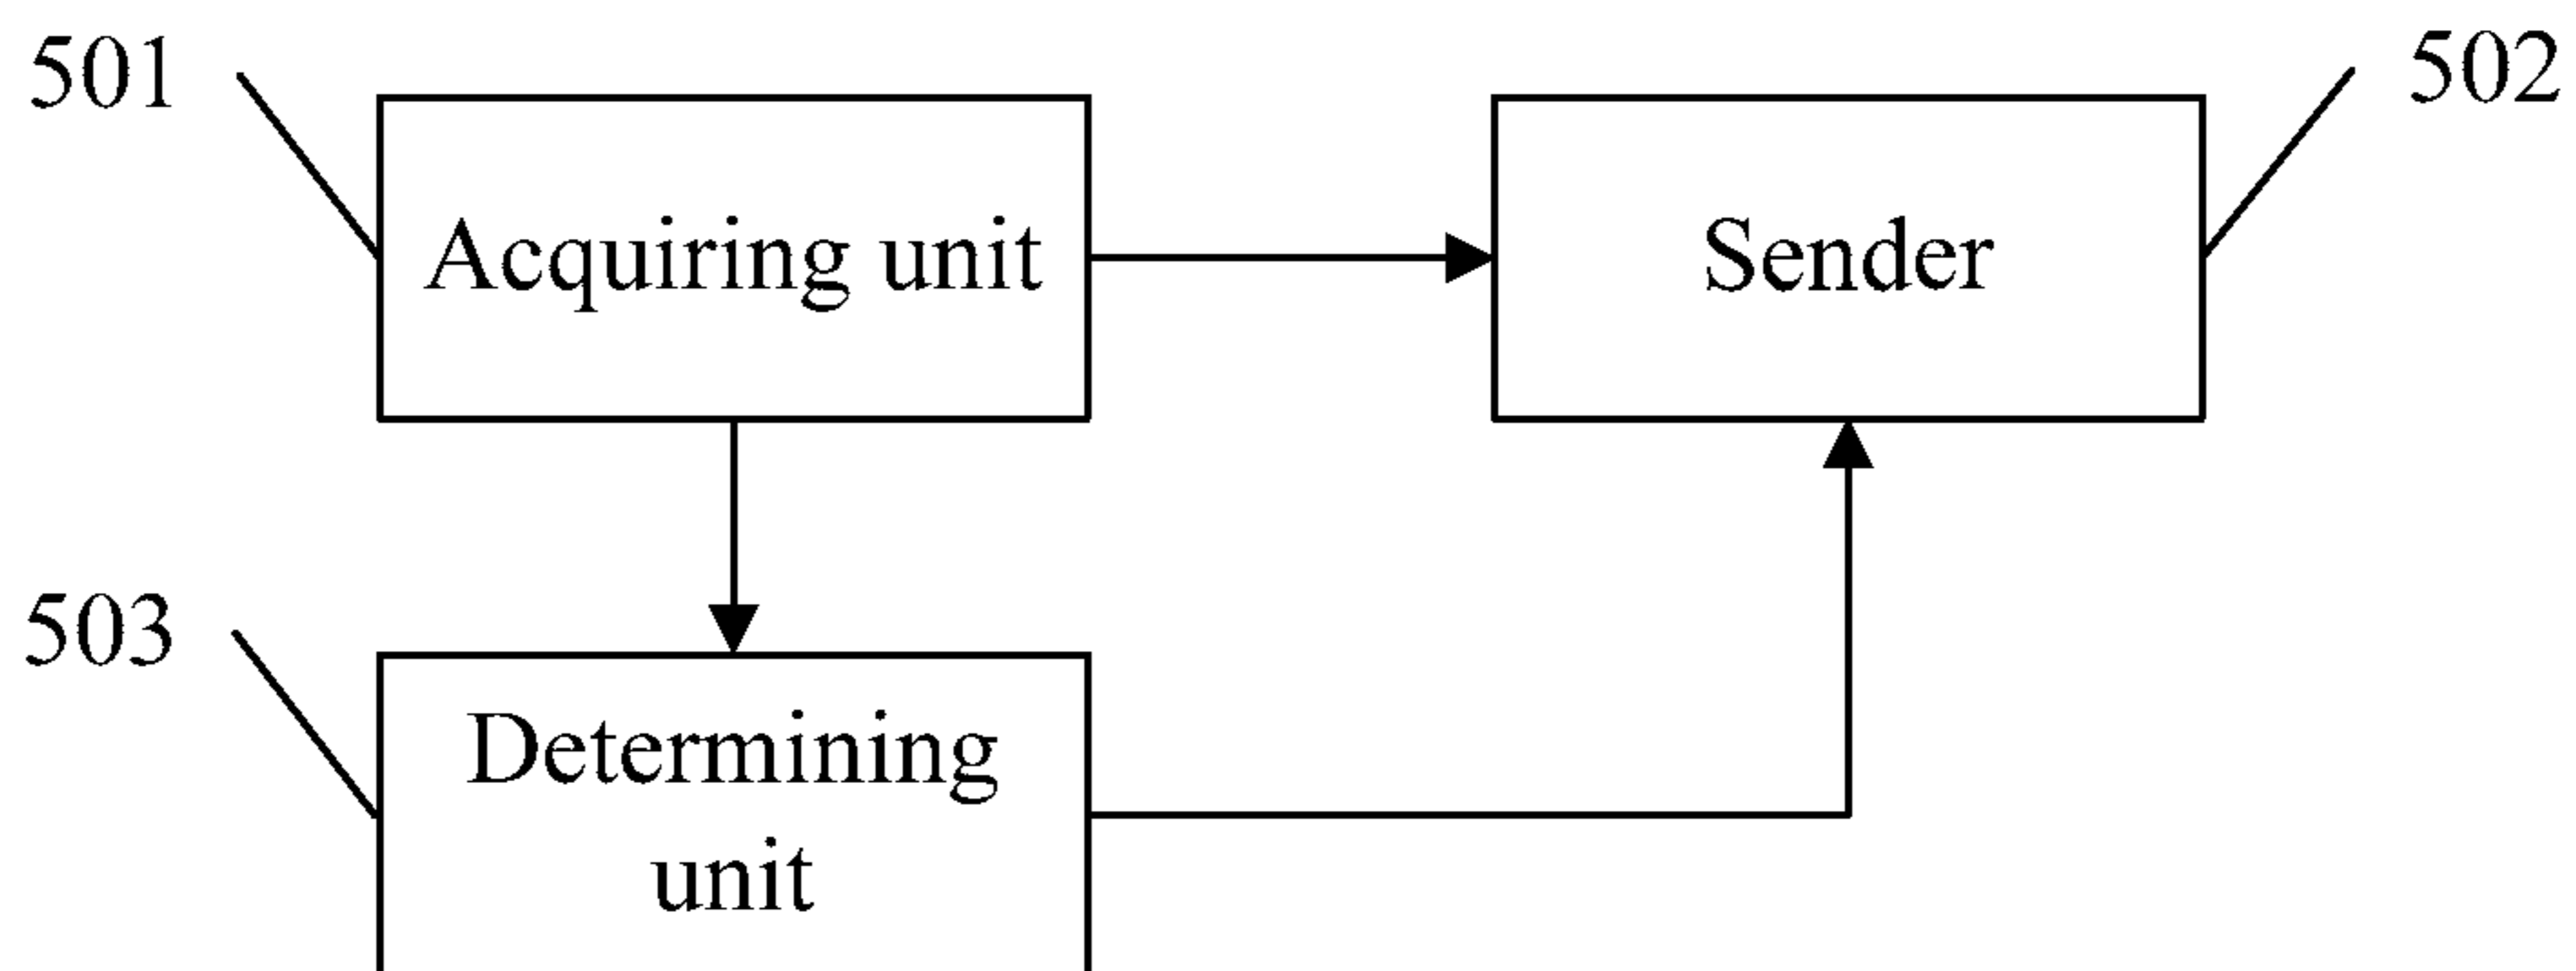 501
Acquiring unit
Sender
502
503
Determining
unit